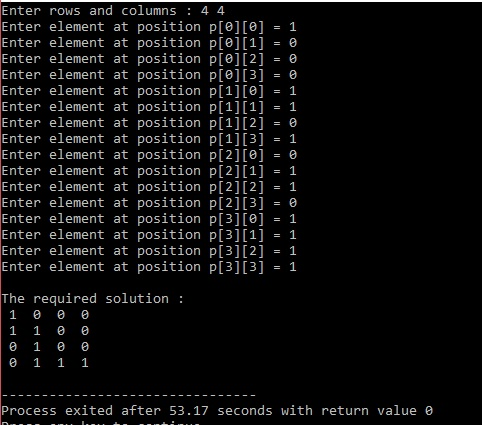 Enter rows and columns : 4 4
Enter element at position p[0][0] = 1
Enter element at position p[0][1] = 0
Enter element at position p[0][2] = 0
Enter element at position p[0][3] = 0
Enter element at position p[1][0] = 1
Enter element at position p[1][1] = 1
Enter element at position p[1][2] = 0
Enter element at position p[1][3] = 1
Enter element at position p[2][0] = 0
Enter element at position p[2][1] = 1
Enter element at position p[2][2] = 1
Enter element at position p[2][3] = 0
Enter element at position p[3][0] = 1
Enter element at position p[3][1] = 1
Enter element at position p[3][2] = 1
Enter element at position p[3][3] = 1
The required solution :
1 0 0 0
1 1 0 0
0 1 0 0
0 1 1 1
--------------------------------
Process exited after 53.17 seconds with return value 0
Press any key to continue